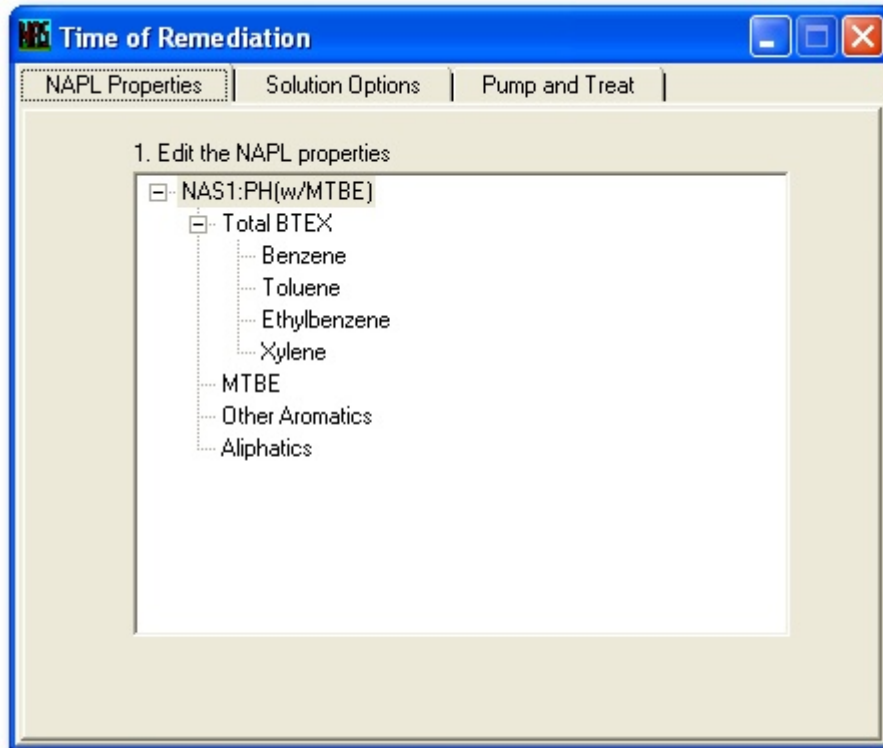 NAS Time of Remediation
NAPL Properties Solution Options Pump and Treat
1. Edit the NAPL properties
NAS1:PH(w/MTBE)
Total BTEX
Benzene
Toluene
Ethylbenzene
Xylene
MTBE
Other Aromatics
Aliphatics